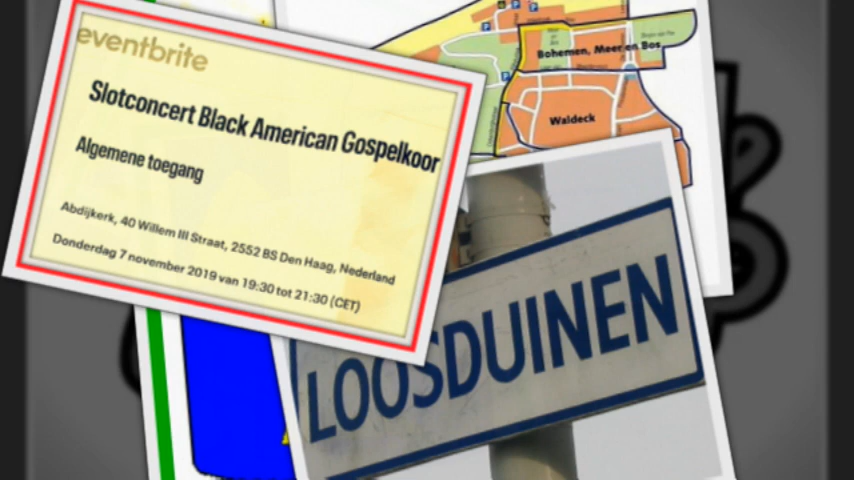 eventbrite
Slotconcert Black American Gospelkoor
Algemene toegang
Abdijkerk, 40 Willem III Straat, 2552 BS Den Haag, Nederland
Donderdag 7 november 2019 van 19:30 tot 21:30 (CET)
Bohemen, Meer en Bos
Waldeck
LOOSDUINEN